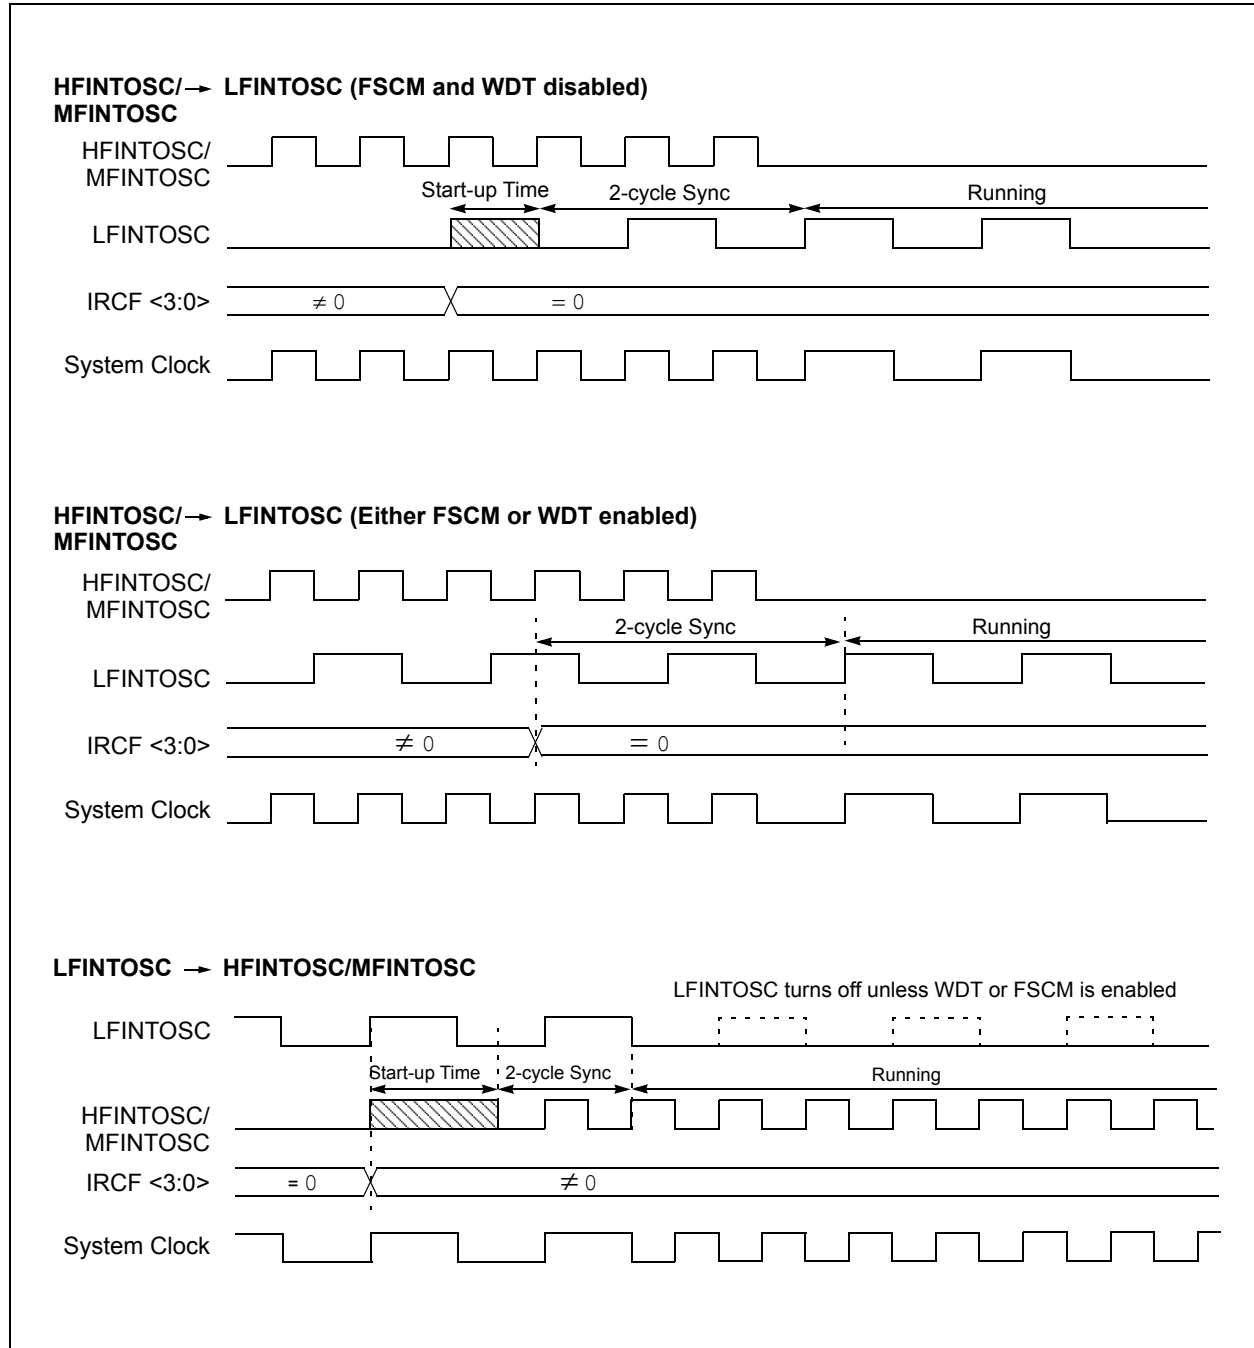 HFINTOSC/→ LFINTOSC (FSCM and WDT disabled)
MFINTOSC
HFINTOSC/
MFINTOSC
Start-up Time 2-cycle Sync Running
LFINTOSC
IRCF <3:0> ≠ 0 = 0
System Clock
HFINTOSC/→ LFINTOSC (Either FSCM or WDT enabled)
MFINTOSC
HFINTOSC/
MFINTOSC
2-cycle Sync Running
LFINTOSC
IRCF <3:0> ≠ 0 = 0
System Clock
LFINTOSC → HFINTOSC/MFINTOSC
LFINTOSC turns off unless WDT or FSCM is enabled
LFINTOSC
Start-up Time 2-cycle Sync Running
HFINTOSC/
MFINTOSC
IRCF <3:0> = 0 ≠ 0
System Clock